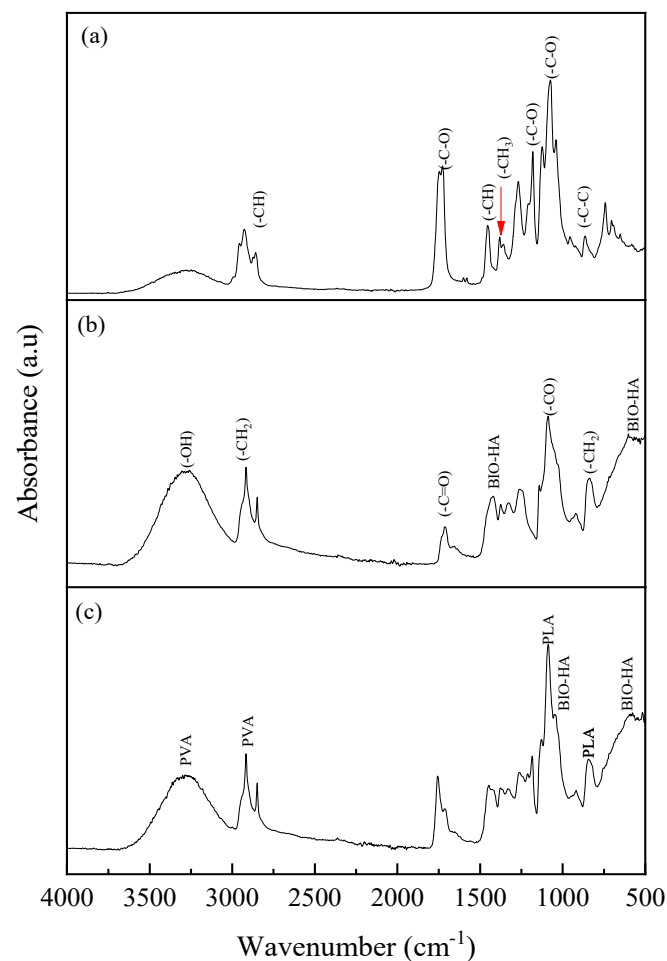 (a)
(-CH)
(-C-O)
(-CH)
(-CH₃)
(-C-O)
(-C-O)
(-C-C)
(b)
(-OH)
(-CH₂)
(-C=O)
BIO-HA
(-CO)
(-CH₂)
BIO-HA
(c)
PVA
PVA
PLA
BIO-HA
PLA
BIO-HA
Absorbance (a.u)
4000 3500 3000 2500 2000 1500 1000 500
Wavenumber (cm⁻¹)